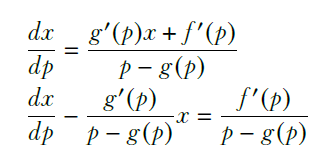 dx/dp = (g′(p)x + f′(p))/(p − g(p))
dx/dp − g′(p)/(p − g(p)) x = f′(p)/(p − g(p))